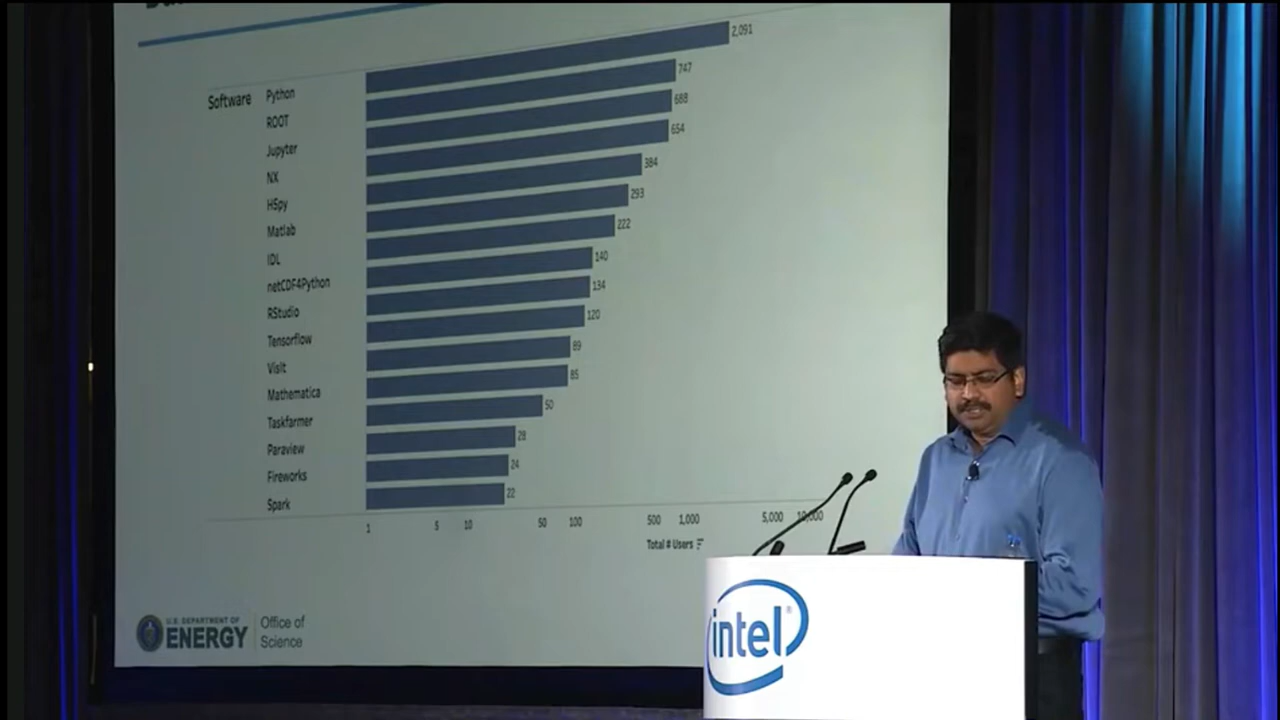 Software Python 2,091
ROOT 747
Jupyter 688
NX 654
H5py 384
Matlab 293
IDL 222
netCDF4Python 140
RStudio 134
Tensorflow 120
VisIt 89
Mathematica 85
Taskfarmer 50
Paraview 28
Fireworks 24
Spark 22
1 5 10 50 100 500 1,000 5,000 10,000
Total # Users
U.S. DEPARTMENT OF
ENERGY
Office of
Science
intel®